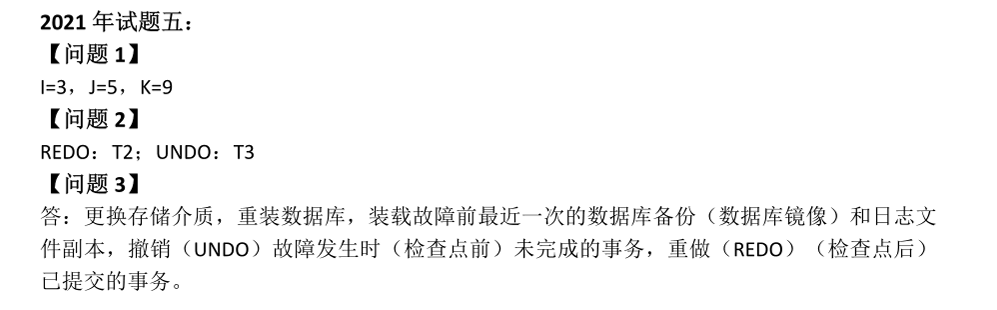 2021 年试题五：
【问题 1】
I=3，J=5，K=9
【问题 2】
REDO：T2；UNDO：T3
【问题 3】
答：更换存储介质，重装数据库，装载故障前最近一次的数据库备份（数据库镜像）和日志文
件副本，撤销（UNDO）故障发生时（检查点前）未完成的事务，重做（REDO）（检查点后）
已提交的事务。